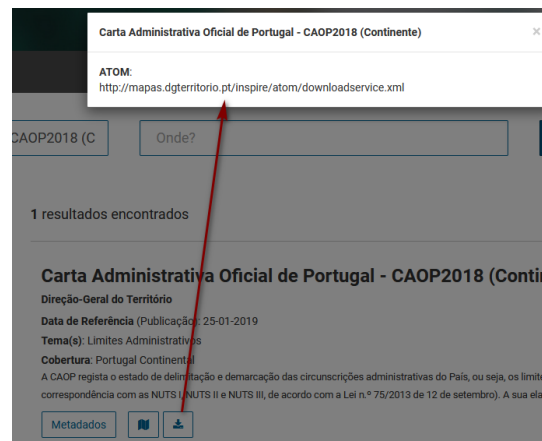 Carta Administrativa Oficial de Portugal - CAOP2018 (Continente)
×
ATOM:
http://mapas.dgterritorio.pt/inspire/atom/downloadservice.xml
CAOP2018 (C
Onde?
1 resultados encontrados
Carta Administrativa Oficial de Portugal - CAOP2018 (Conti
Direção-Geral do Território
Data de Referência (Publicação): 25-01-2019
Tema(s): Limites Administrativos
Cobertura: Portugal Continental
A CAOP regista o estado de delimitação e demarcação das circunscrições administrativas do País, ou seja, os limite
correspondência com as NUTS I, NUTS II e NUTS III, de acordo com a Lei n.º 75/2013 de 12 de setembro). A sua ela
Metadados